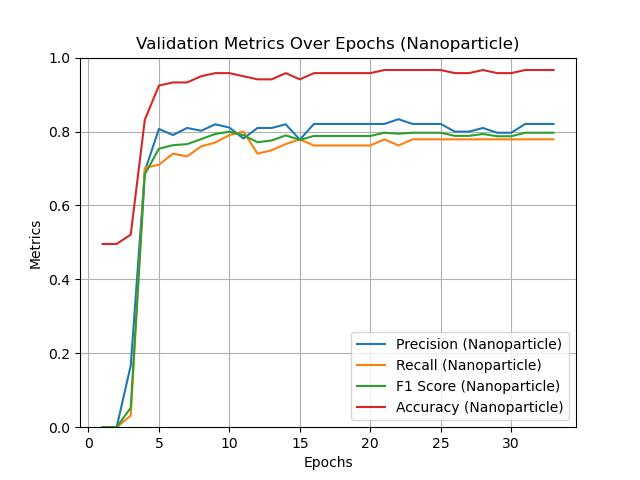 Validation Metrics Over Epochs (Nanoparticle)
1.0
0.8
0.6
0.4
0.2
0.0
Metrics
Precision (Nanoparticle)
Recall (Nanoparticle)
F1 Score (Nanoparticle)
Accuracy (Nanoparticle)
0 5 10 15 20 25 30
Epochs